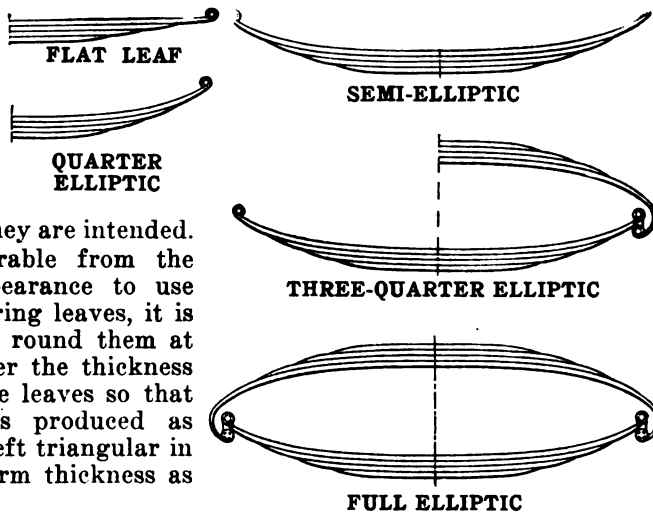 FLAT LEAF
SEMI-ELLIPTIC
QUARTER
ELLIPTIC
THREE-QUARTER ELLIPTIC
FULL ELLIPTIC
hey are intended.
rable from the
earance to use
ring leaves, it is
round them at
er the thickness
e leaves so that
s produced as
eft triangular in
rm thickness as